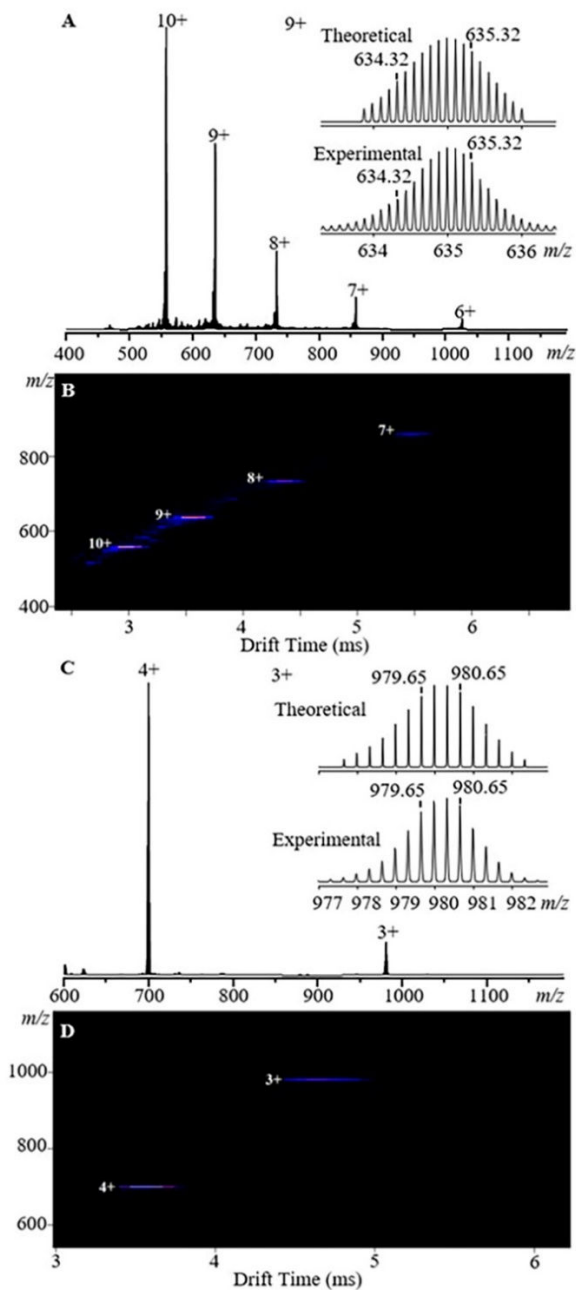 A
10+
9+
Theoretical
635.32
634.32
9+
Experimental
635.32
634.32
8+
634 635 636 m/z
7+
6+
400 500 600 700 800 900 1000 1100 m/z
m/z
B
7+
800
8+
9+
600
10+
400
3 4 5 6
Drift Time (ms)
C
4+
3+
979.65 980.65
Theoretical
979.65 980.65
Experimental
977 978 979 980 981 982 m/z
3+
600 700 800 900 1000 1100 m/z
m/z
D
1000
3+
800
4+
600
3 4 5 6
Drift Time (ms)